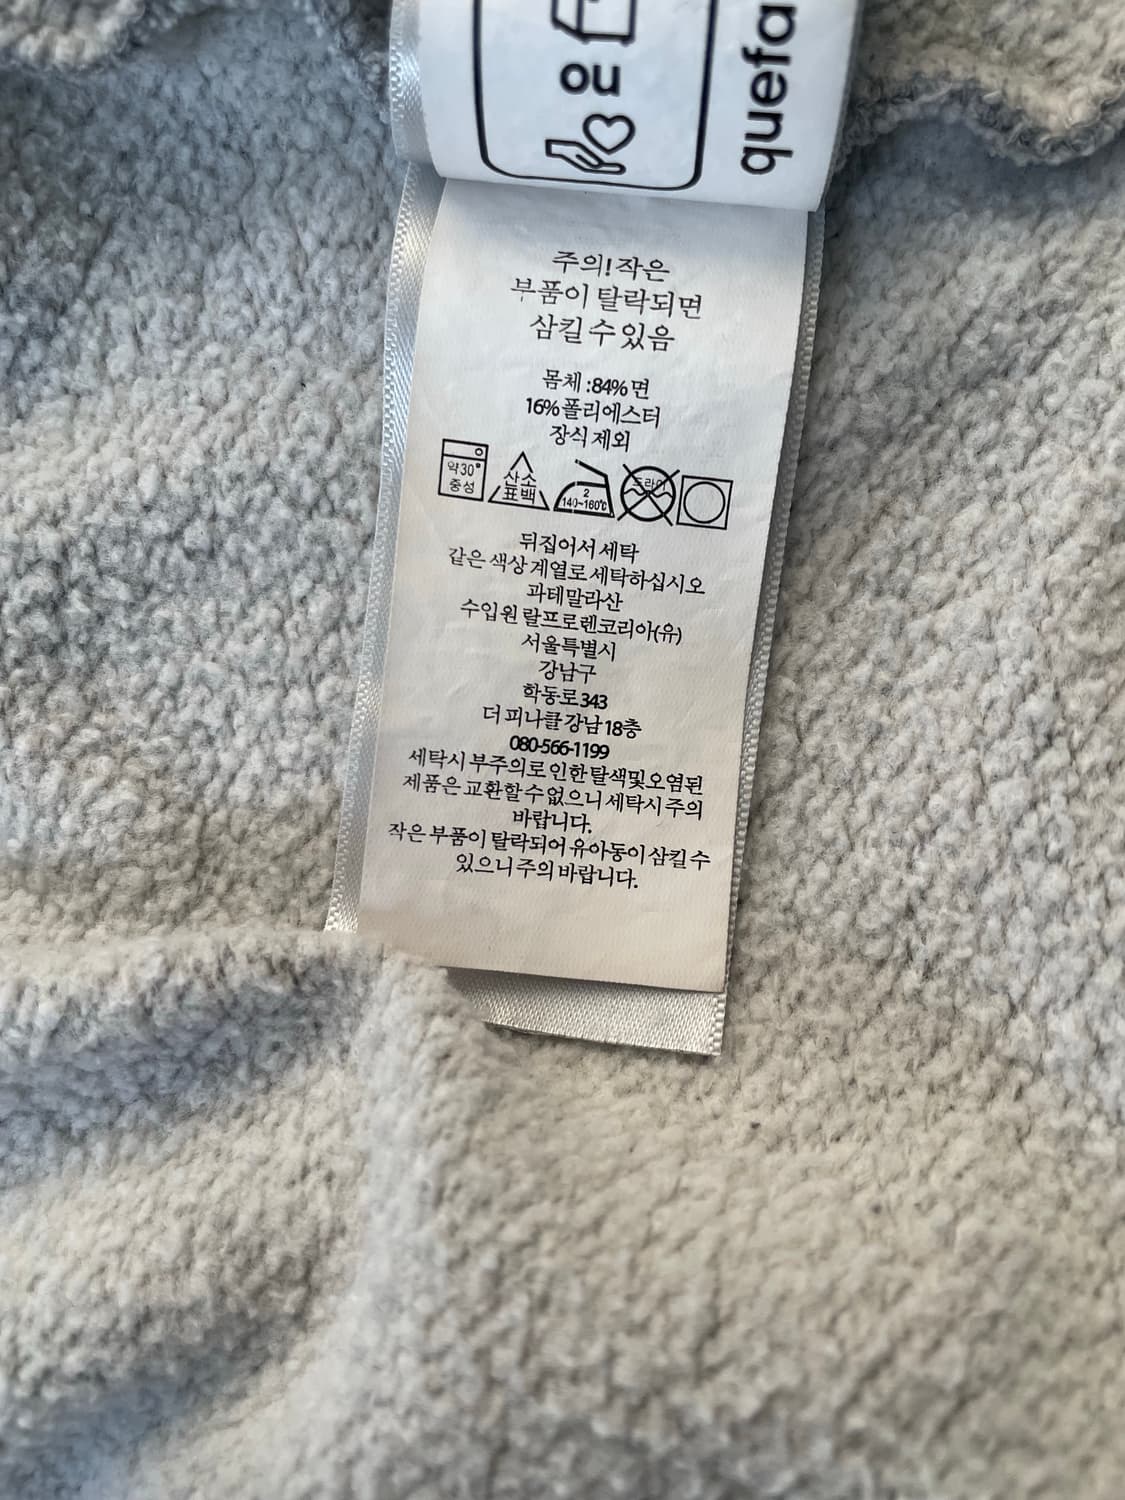 ou
quefa
주의! 작은
부품이 탈락되면
삼킬 수 있음
몸체 : 84% 면
16% 폴리에스터
장식 제외
약30°
중성
산소
표백
2
140~160℃
드라이
뒤집어서 세탁
같은 색상 계열로 세탁하십시오
과테말라산
수입원 랄프로렌코리아(유)
서울특별시
강남구
학동로 343
더 피나클 강남 18층
080-566-1199
세탁시 부주의로 인한 탈색및 오염된
제품은 교환할 수 없으니 세탁시 주의
바랍니다.
작은 부품이 탈락되어 유아동이 삼킬 수
있으니 주의 바랍니다.